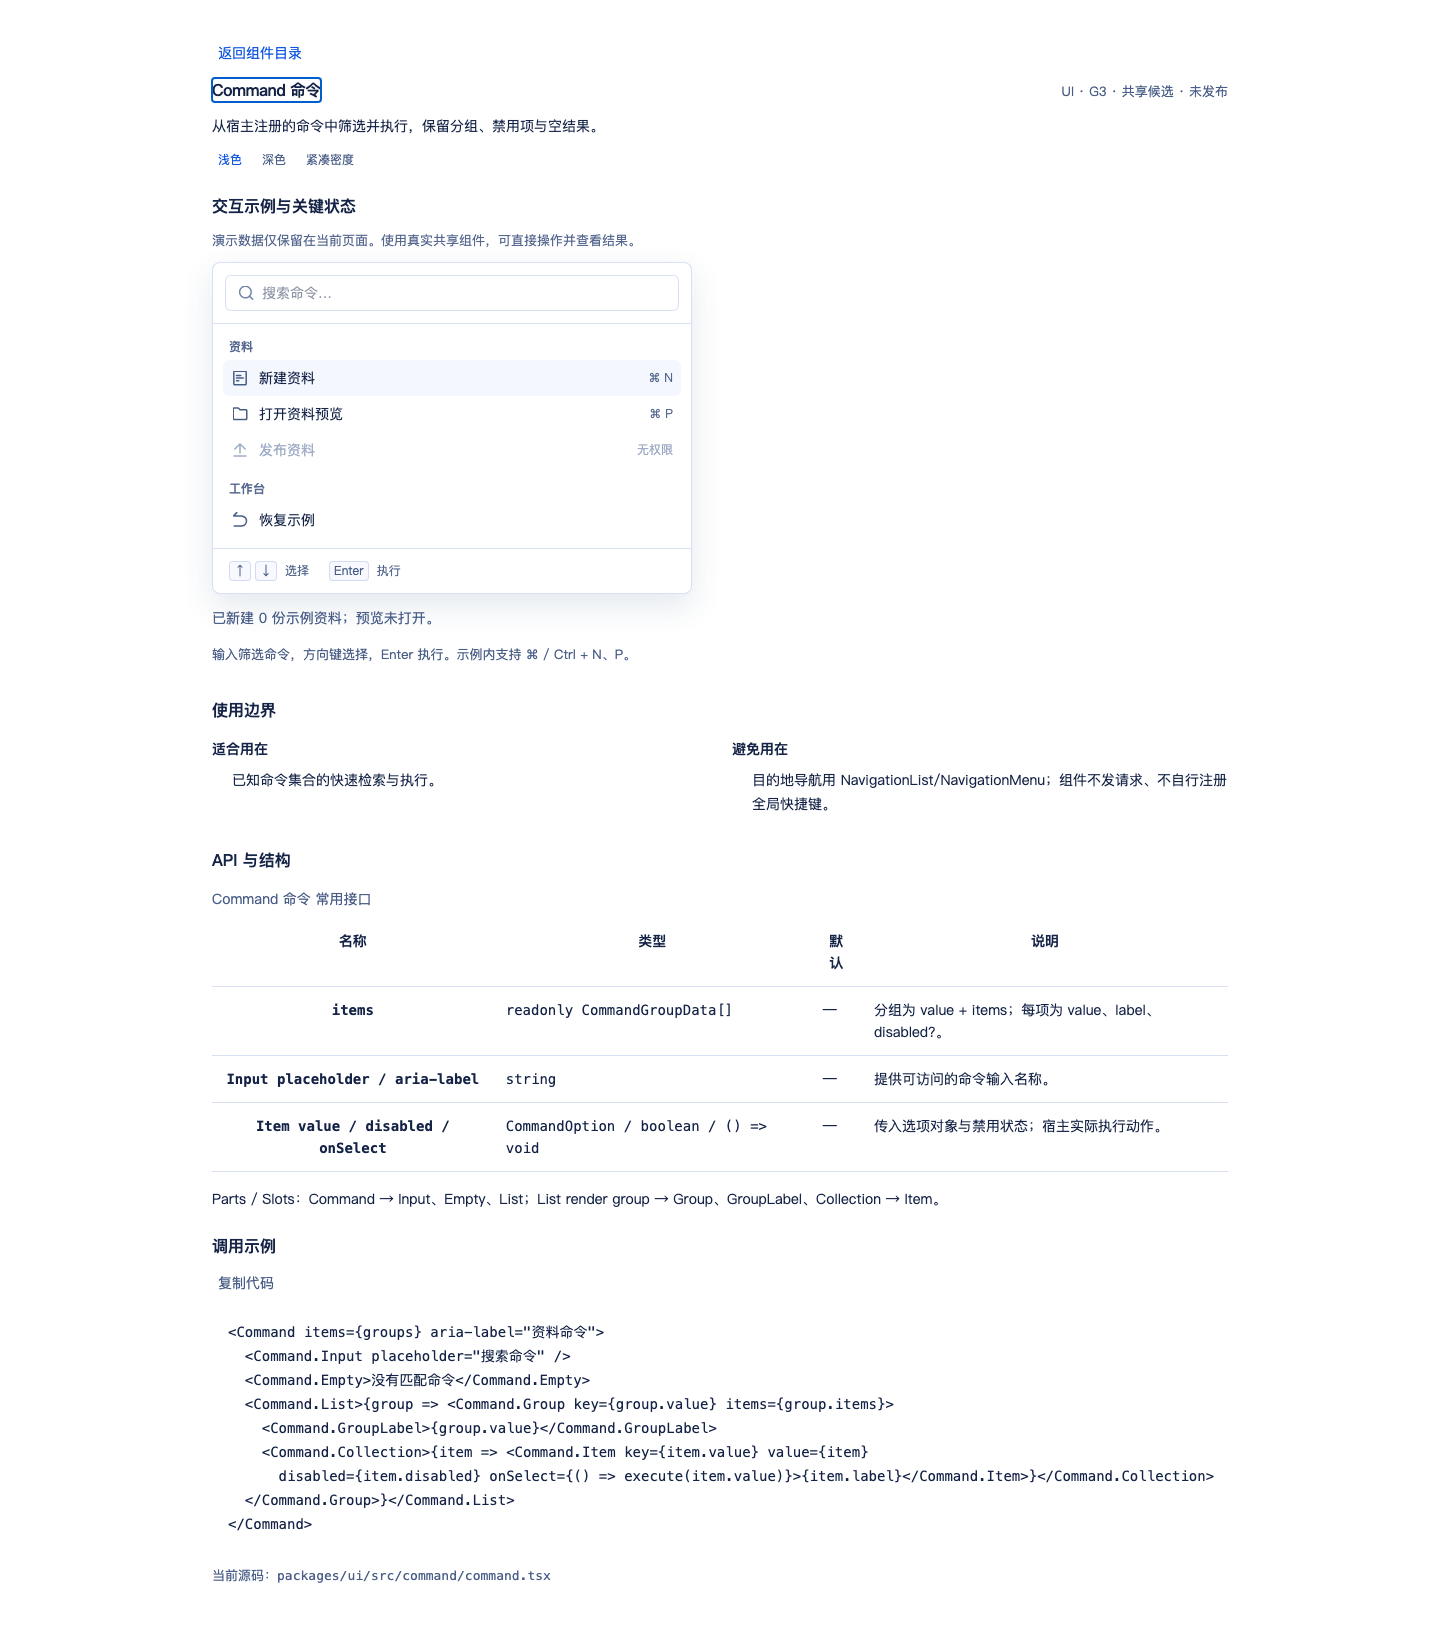 返回组件目录
Command 命令
UI · G3 · 共享候选 · 未发布
从宿主注册的命令中筛选并执行，保留分组、禁用项与空结果。
浅色 深色 紧凑密度
交互示例与关键状态
演示数据仅保留在当前页面。使用真实共享组件，可直接操作并查看结果。
搜索命令…
资料
新建资料 ⌘ N
打开资料预览 ⌘ P
发布资料 无权限
工作台
恢复示例
↑ ↓ 选择 Enter 执行
已新建 0 份示例资料；预览未打开。
输入筛选命令，方向键选择，Enter 执行。示例内支持 ⌘ / Ctrl + N、P。
使用边界
适合用在
已知命令集合的快速检索与执行。
避免用在
目的地导航用 NavigationList/NavigationMenu；组件不发请求、不自行注册
全局快捷键。
API 与结构
Command 命令 常用接口
名称 类型 默认 说明
items readonly CommandGroupData[] — 分组为 value + items；每项为 value、label、
disabled?。
Input placeholder / aria-label string — 提供可访问的命令输入名称。
Item value / disabled / CommandOption / boolean / () => — 传入选项对象与禁用状态；宿主实际执行动作。
onSelect void
Parts / Slots：Command → Input、Empty、List；List render group → Group、GroupLabel、Collection → Item。
调用示例
复制代码
<Command items={groups} aria-label="资料命令">
  <Command.Input placeholder="搜索命令" />
  <Command.Empty>没有匹配命令</Command.Empty>
  <Command.List>{group => <Command.Group key={group.value} items={group.items}>
    <Command.GroupLabel>{group.value}</Command.GroupLabel>
    <Command.Collection>{item => <Command.Item key={item.value} value={item}
      disabled={item.disabled} onSelect={() => execute(item.value)}>{item.label}</Command.Item>}</Command.Collection>
  </Command.Group>}</Command.List>
</Command>
当前源码：packages/ui/src/command/command.tsx